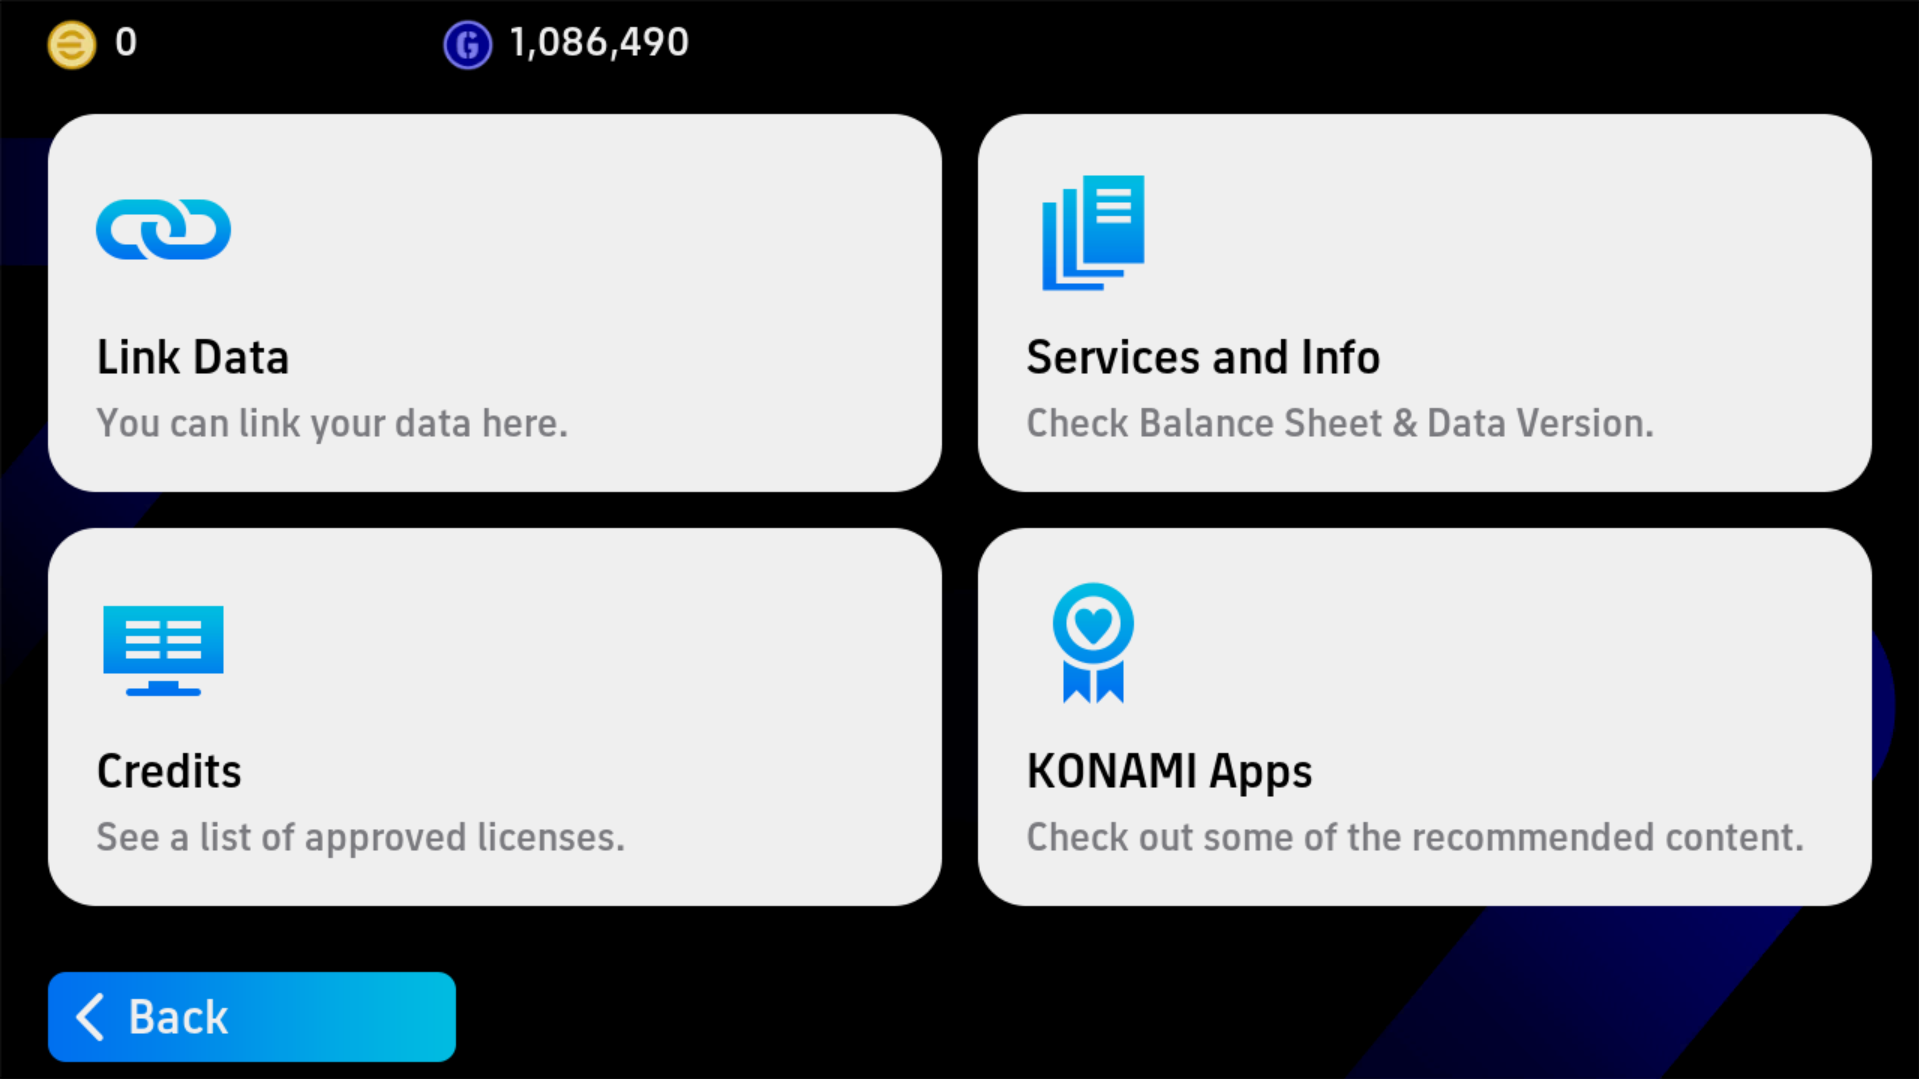 0
1,086,490
Link Data
You can link your data here.
Services and Info
Check Balance Sheet & Data Version.
Credits
See a list of approved licenses.
KONAMI Apps
Check out some of the recommended content.
Back